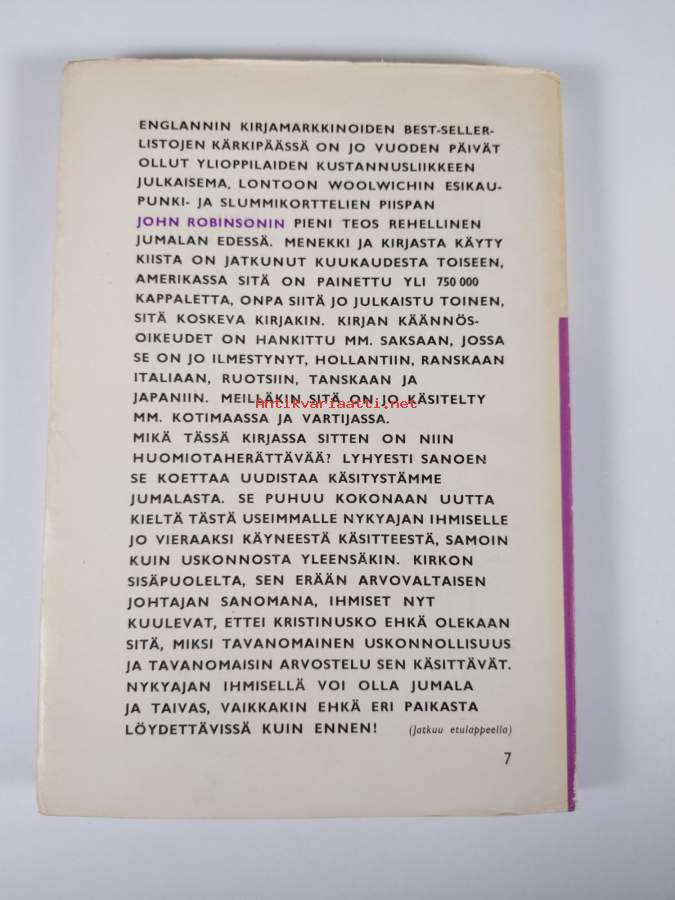 ENGLANNIN KIRJAMARKKINOIDEN BEST-SELLER-
LISTOJEN KÄRKIPÄÄSSÄ ON JO VUODEN PÄIVÄT
OLLUT YLIOPPILAIDEN KUSTANNUSLIIKKEEN
JULKAISEMA, LONTOON WOOLWICHIN ESIKAU-
PUNKI- JA SLUMMIKORTTELIEN PIISPAN
JOHN ROBINSONIN PIENI TEOS REHELLINEN
JUMALAN EDESSÄ. MENEKKI JA KIRJASTA KÄYTY
KIISTA ON JATKUNUT KUUKAUDESTA TOISEEN,
AMERIKASSA SITÄ ON PAINETTU YLI 750 000
KAPPALETTA, ONPA SIITÄ JO JULKAISTU TOINEN,
SITÄ KOSKEVA KIRJAKIN. KIRJAN KÄÄNNÖS-
OIKEUDET ON HANKITTU MM. SAKSAAN, JOSSA
SE ON JO ILMESTYNYT, HOLLANTIIN, RANSKAAN
ITALIAAN, RUOTSIIN, TANSKAAN JA
JAPANIIN. MEILLÄKIN SITÄ ON JO KÄSITELTY
Antikvariaatti.net
MM. KOTIMAASSA JA VARTIJASSA.
MIKÄ TÄSSÄ KIRJASSA SITTEN ON NIIN
HUOMIOTAHERÄTTÄVÄÄ? LYHYESTI SANOEN
SE KOETTAA UUDISTAA KÄSITYSTÄMME
JUMALASTA. SE PUHUU KOKONAAN UUTTA
KIELTÄ TÄSTÄ USEIMMALLE NYKYAJAN IHMISELLE
JO VIERAAKSI KÄYNEESTÄ KÄSITTEESTÄ, SAMOIN
KUIN USKONNOSTA YLEENSÄKIN. KIRKON
SISÄPUOLELTA, SEN ERÄÄN ARVOVALTAISEN
JOHTAJAN SANOMANA, IHMISET NYT
KUULEVAT, ETTEI KRISTINUSKO EHKÄ OLEKAAN
SITÄ, MIKSI TAVANOMAINEN USKONNOLLISUUS
JA TAVANOMAISIN ARVOSTELU SEN KÄSITTÄVÄT.
NYKYAJAN IHMISELLÄ VOI OLLA JUMALA
JA TAIVAS, VAIKKAKIN EHKÄ ERI PAIKASTA
LÖYDETTÄVISSÄ KUIN ENNEN! (Jatkuu etulappeella)
7